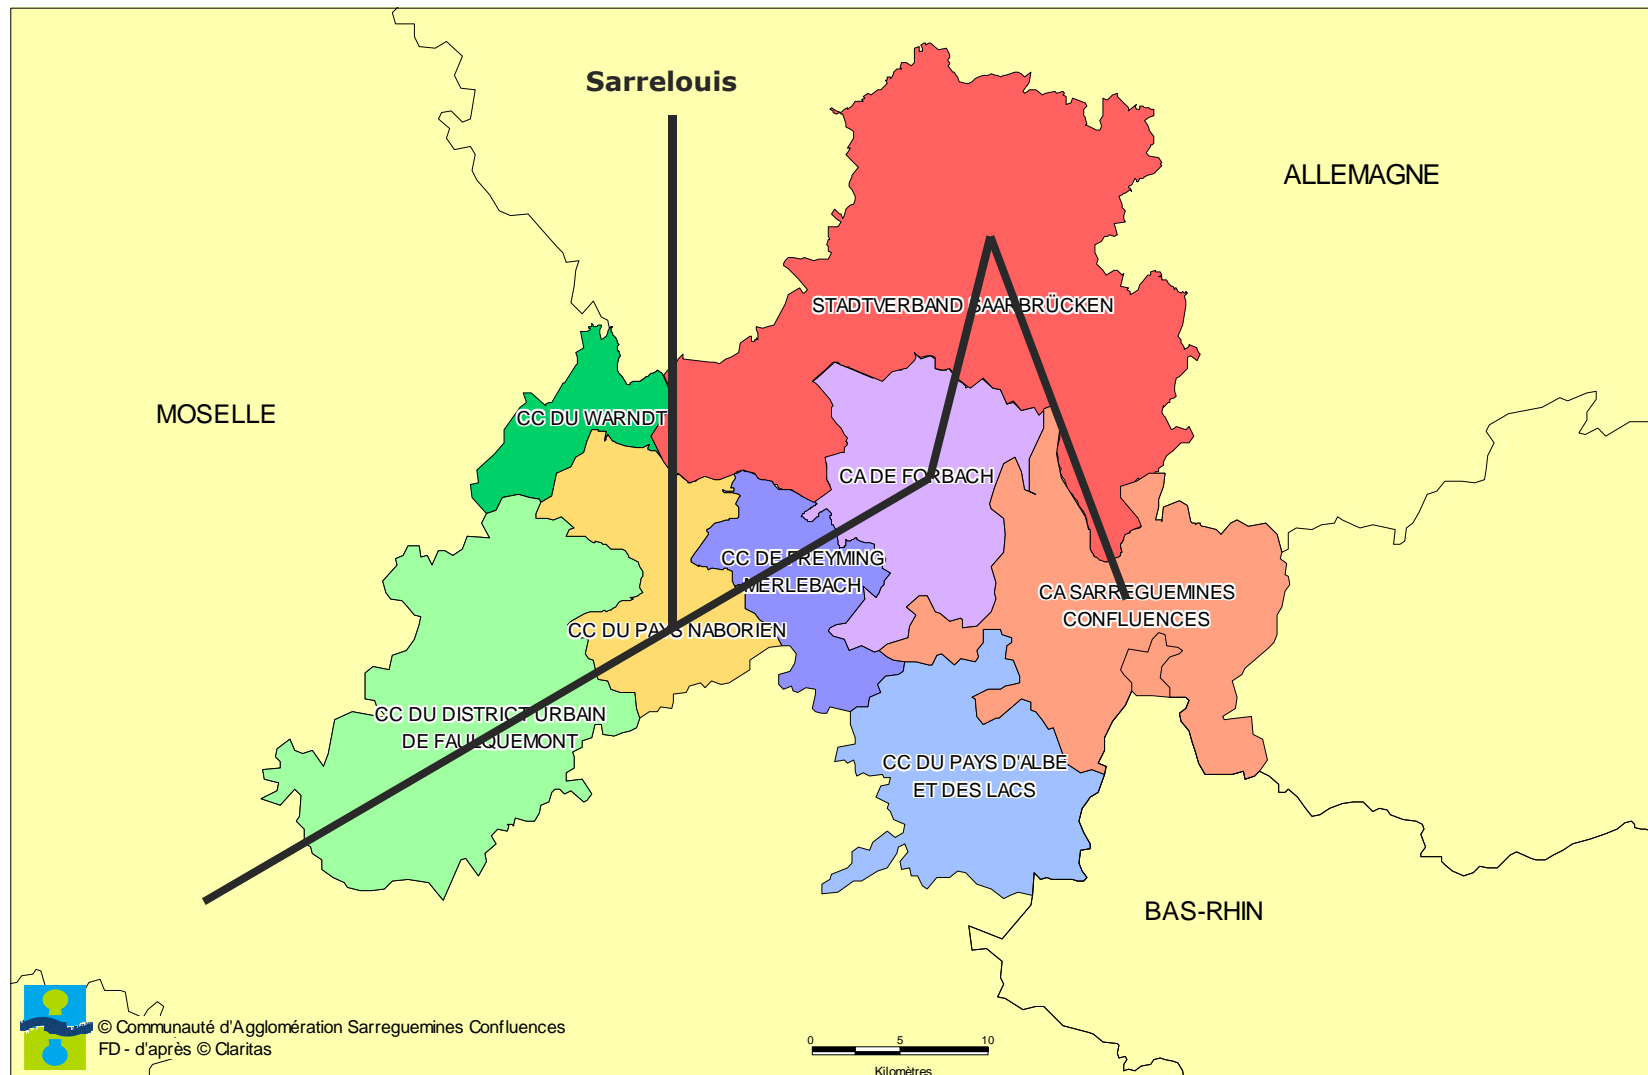 Sarrelouis
ALLEMAGNE
STADTVERBAND SAARBRÜCKEN
MOSELLE
CC DU WARNDT
CA DE FORBACH
CC DE FREYMING
MERLEBACH
CA SARREGUEMINES
CONFLUENCES
CC DU PAYS NABORIEN
CC DU DISTRICT URBAIN
DE FAULQUEMONT
CC DU PAYS D'ALBE
ET DES LACS
BAS-RHIN
© Communauté d'Agglomération Sarreguemines Confluences
FD - d'après © Claritas
0 5 10
Kilomètres